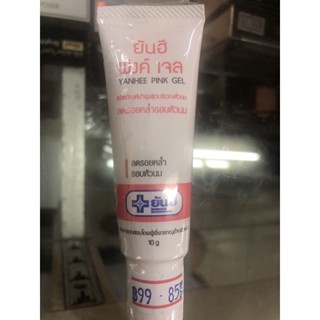 ยันฮี
พิงค์ เจล
YANHEE PINK GEL
ลดรอยคล้ำรอบหัวนม
ลดรอยคล้ำ
รอบหัวนม
ยันฮี
10 g
899 - 855